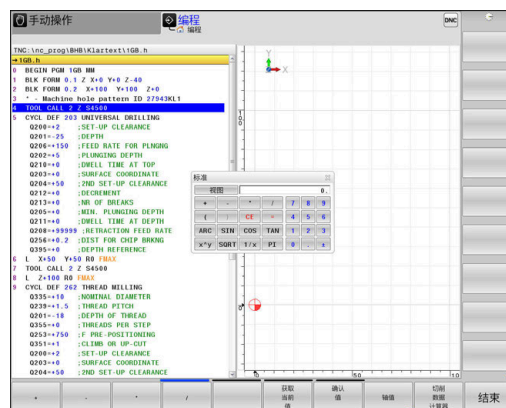 手动操作
编程
编程
DNC
TNC:\nc_prog\BHB\Klartext\1GB.h
→1GB.h
0 BEGIN PGM 1GB MM
1 BLK FORM 0.1 Z X+0 Y+0 Z-40
2 BLK FORM 0.2 X+100 Y+100 Z+0
3 * - Machine hole pattern ID 27943KL1
4 TOOL CALL 2 Z S4500
5 CYCL DEF 203 UNIVERSAL DRILLING
Q200=+2 ;SET-UP CLEARANCE
Q201=-25 ;DEPTH
Q206=+150 ;FEED RATE FOR PLNGNG
Q202=+5 ;PLUNGING DEPTH
Q210=+0 ;DWELL TIME AT TOP
Q203=+0 ;SURFACE COORDINATE
Q204=+50 ;2ND SET-UP CLEARANCE
Q212=+0 ;DECREMENT
Q213=+0 ;NR OF BREAKS
Q205=+0 ;MIN. PLUNGING DEPTH
Q211=+0 ;DWELL TIME AT DEPTH
Q208=+99999 ;RETRACTION FEED RATE
Q256=+0.2 ;DIST FOR CHIP BRKNG
Q395=+0 ;DEPTH REFERENCE
6 L X+50 Y+50 R0 FMAX
7 TOOL CALL 2 Z S4500
8 L Z+100 R0 FMAX
9 CYCL DEF 262 THREAD MILLING
Q335=+10 ;NOMINAL DIAMETER
Q239=+1.5 ;THREAD PITCH
Q201=-18 ;DEPTH OF THREAD
Q355=+0 ;THREADS PER STEP
Q253=+750 ;F PRE-POSITIONING
Q351=+1 ;CLIMB OR UP-CUT
Q200=+2 ;SET-UP CLEARANCE
Q203=+0 ;SURFACE COORDINATE
Q204=+50 ;2ND SET-UP CLEARANCE
Y
X
100
0
0 50 10
标准
视图 0.
+ - * / 7 8 9
( ) CE = 4 5 6
ARC SIN COS TAN 1 2 3
x^y SQRT 1/x PI 0 . ±
+ - * /
获取
当前
值
确认
值
轴值
切削
数据
计算器
结束